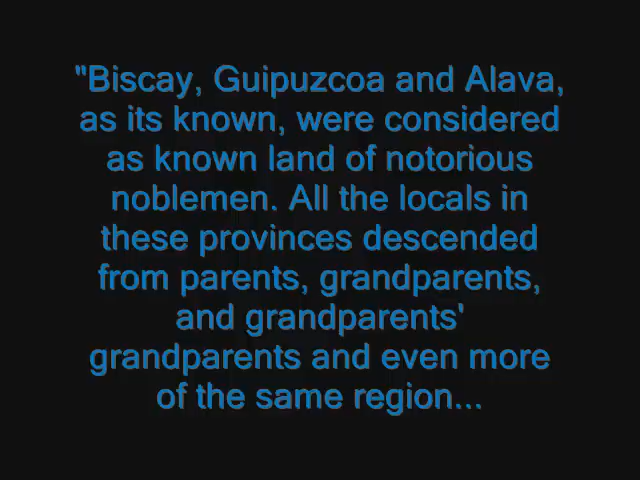 "Biscay, Guipuzcoa and Alava,
as its known, were considered
as known land of notorious
noblemen. All the locals in
these provinces descended
from parents, grandparents,
and grandparents'
grandparents and even more
of the same region...